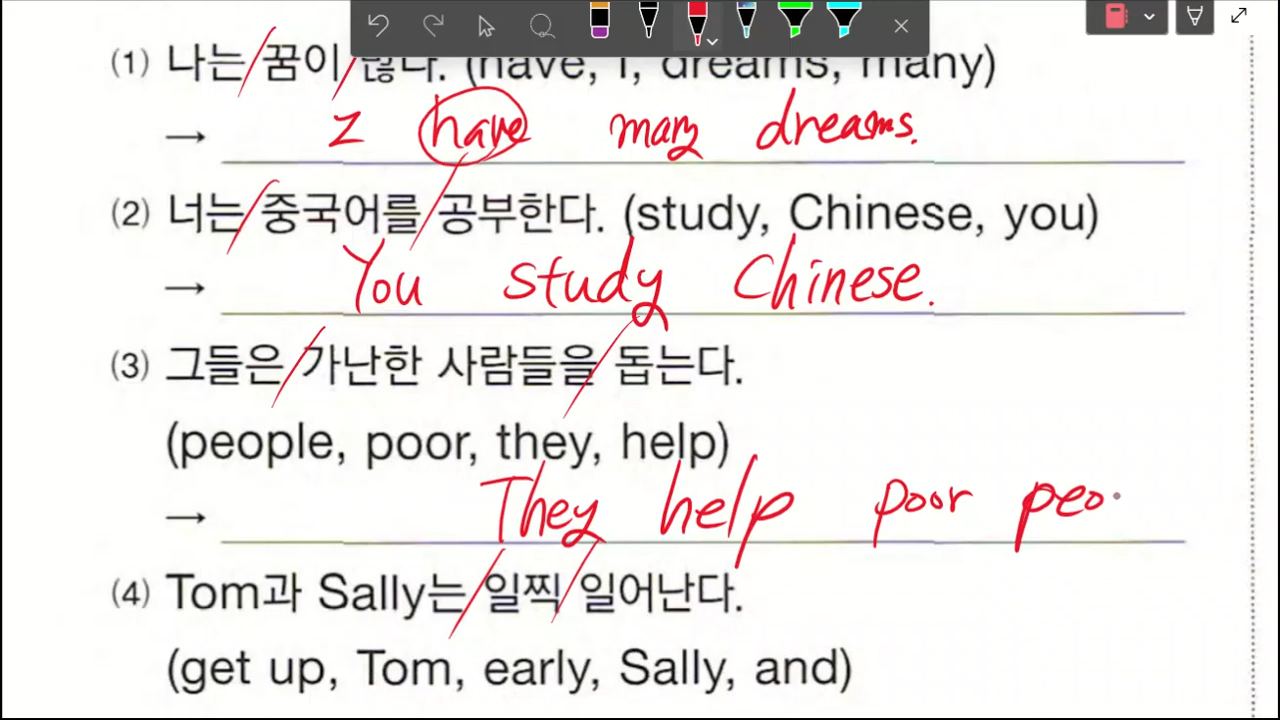 (1) 나는 꿈이 많다. (have, I, dreams, many)
→ I have many dreams.
(2) 너는 중국어를 공부한다. (study, Chinese, you)
→ You study Chinese.
(3) 그들은 가난한 사람들을 돕는다.
(people, poor, they, help)
→ They help poor peo
(4) Tom과 Sally는 일찍 일어난다.
(get up, Tom, early, Sally, and)